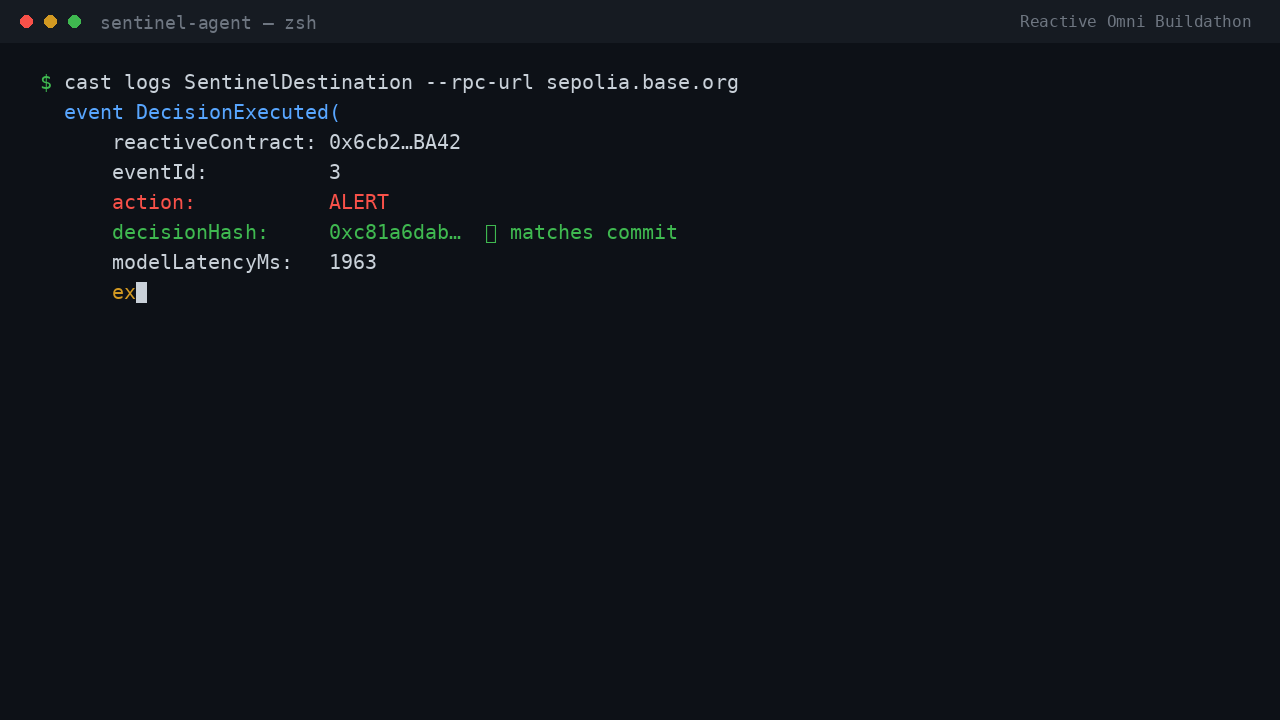 sentinel-agent — zsh
Reactive Omni Buildathon
$ cast logs SentinelDestination --rpc-url sepolia.base.org
event DecisionExecuted(
reactiveContract: 0x6cb2…BA42
eventId: 3
action: ALERT
decisionHash: 0xc81a6dab… ▯ matches commit
modelLatencyMs: 1963
ex